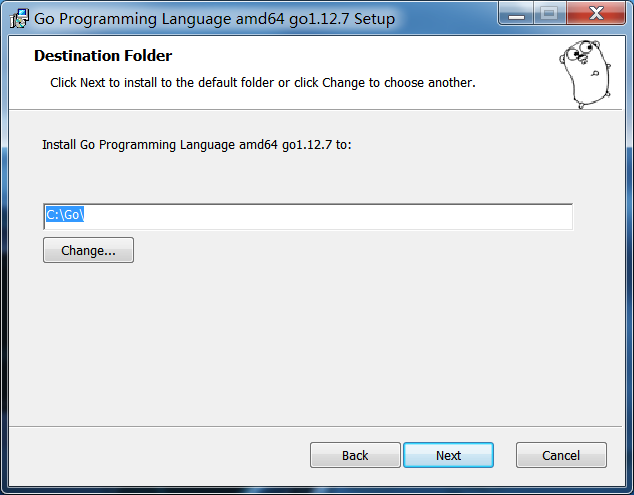 Go Programming Language amd64 go1.12.7 Setup
Destination Folder
Click Next to install to the default folder or click Change to choose another.
Install Go Programming Language amd64 go1.12.7 to:
C:\Go\
Change...
Back Next Cancel